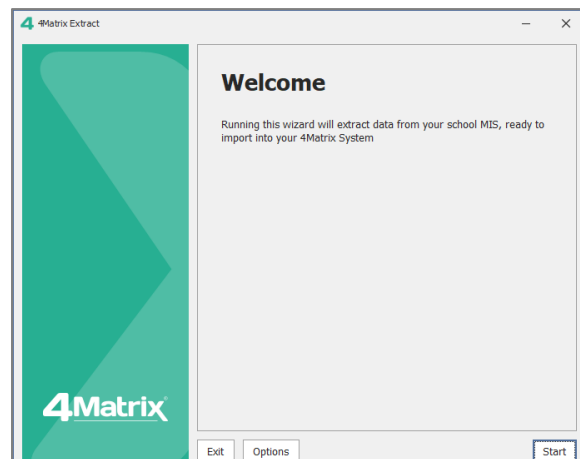 4Matrix Extract
Welcome
Running this wizard will extract data from your school MIS, ready to
import into your 4Matrix System
4Matrix
Exit
Options
Start